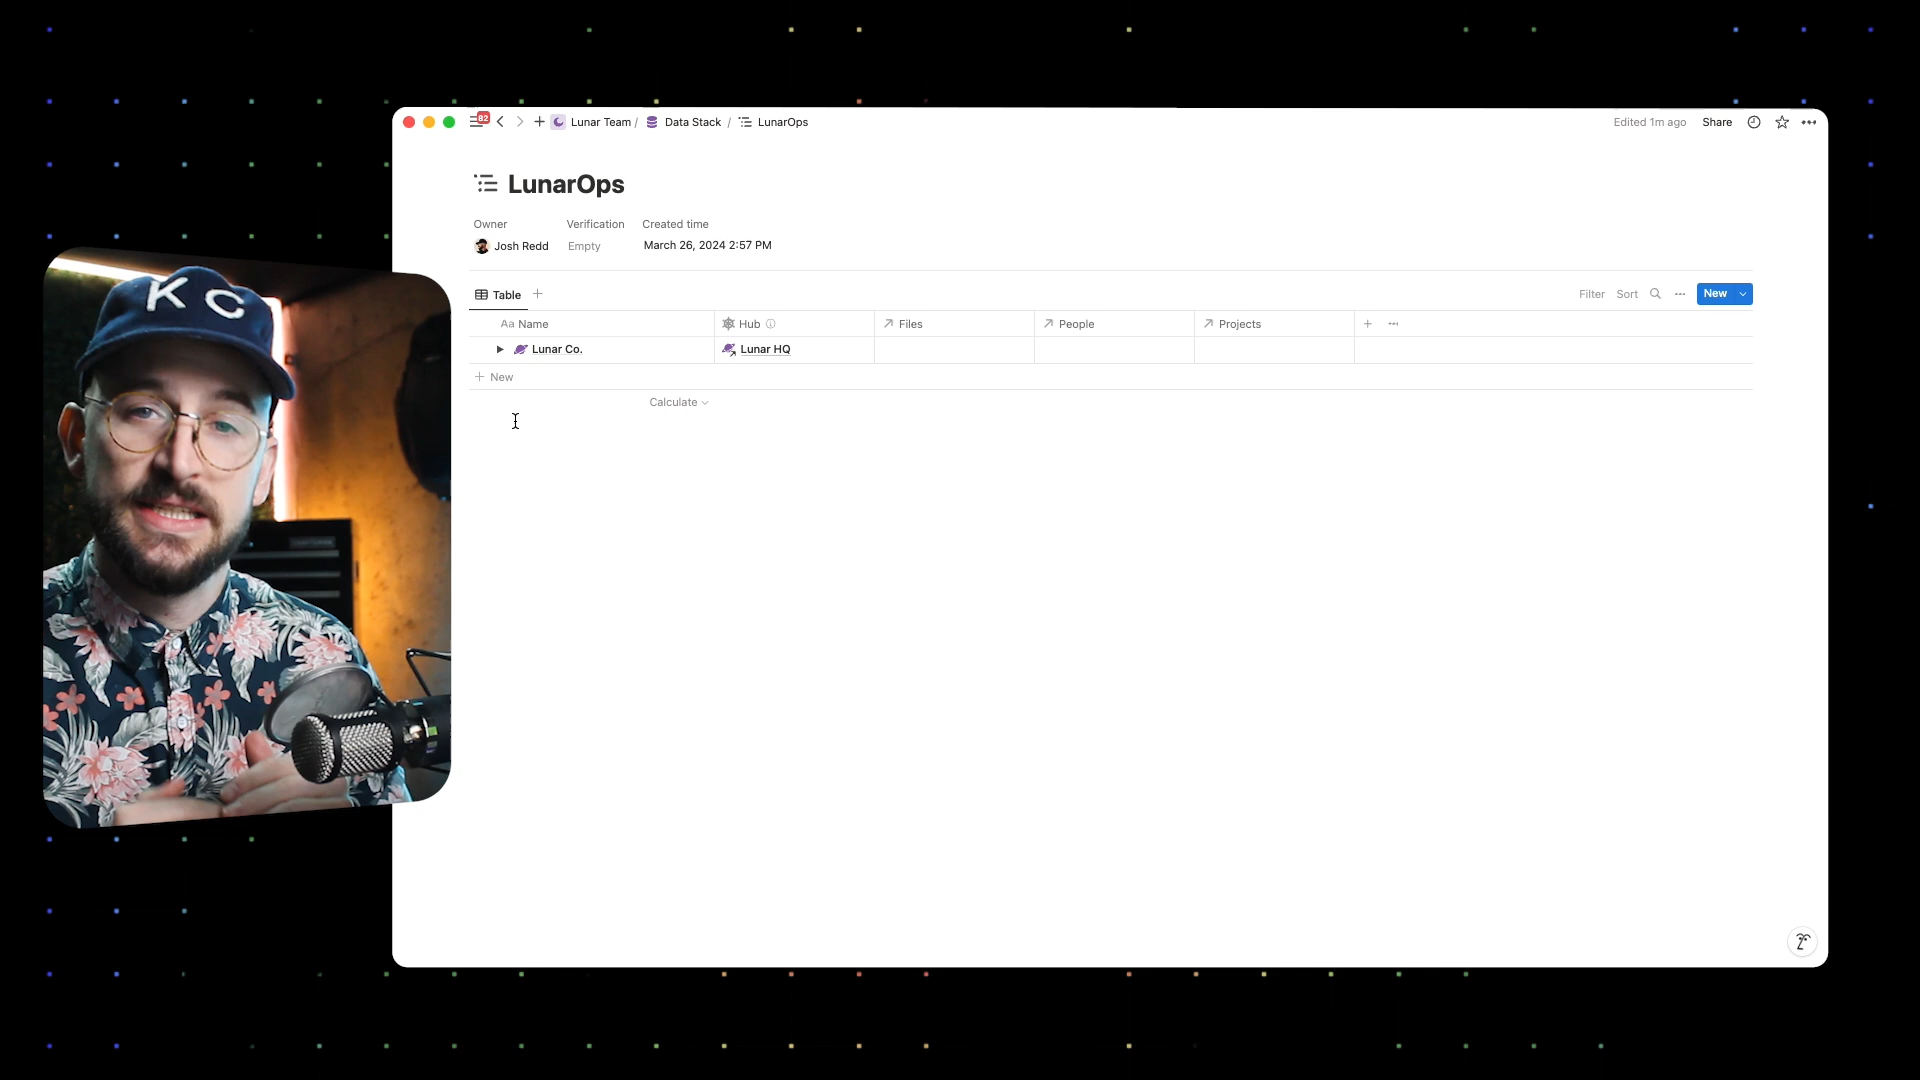 82 Lunar Team / Data Stack / LunarOps Edited 1m ago Share
LunarOps
Owner Verification Created time
Josh Redd Empty March 26, 2024 2:57 PM
Table Filter Sort New
Aa Name Hub Files People Projects
Lunar Co. Lunar HQ
New
Calculate
K C